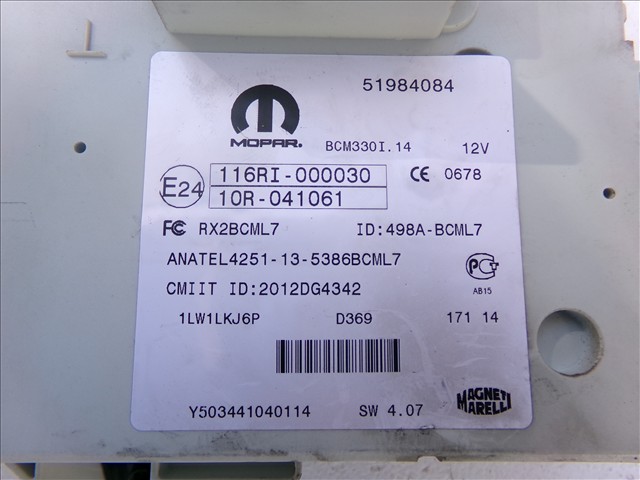 51984084
MOPAR.
BCM330I.14 12V
E24 116RI-000030 CE 0678
10R-041061
FC RX2BCML7 ID:498A-BCML7
ANATEL4251-13-5386BCML7
CMIIT ID:2012DG4342
AB15
1LW1LKJ6P D369 171 14
Y503441040114 SW 4.07
MAGNETI
MARELLI